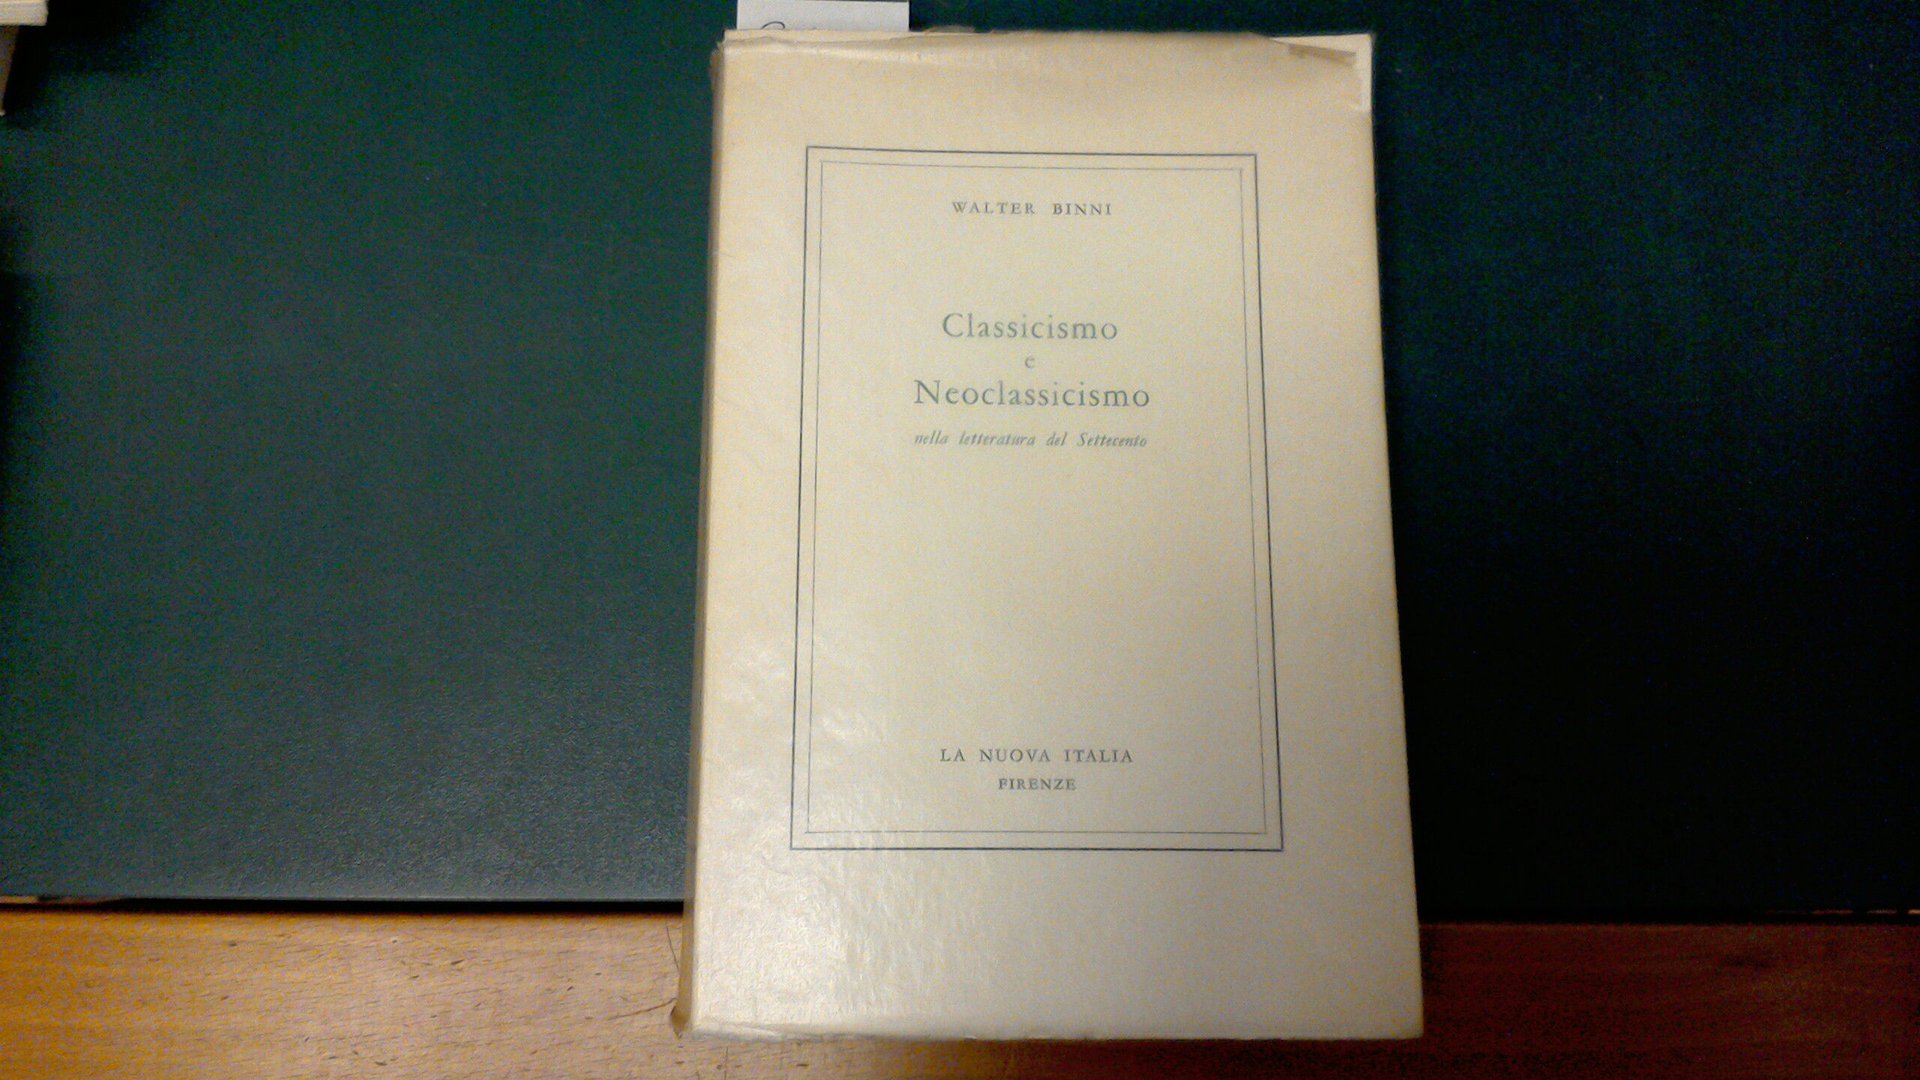 WALTER BINNI
Classicismo
e
Neoclassicismo
nella letteratura del Settecento
LA NUOVA ITALIA
FIRENZE